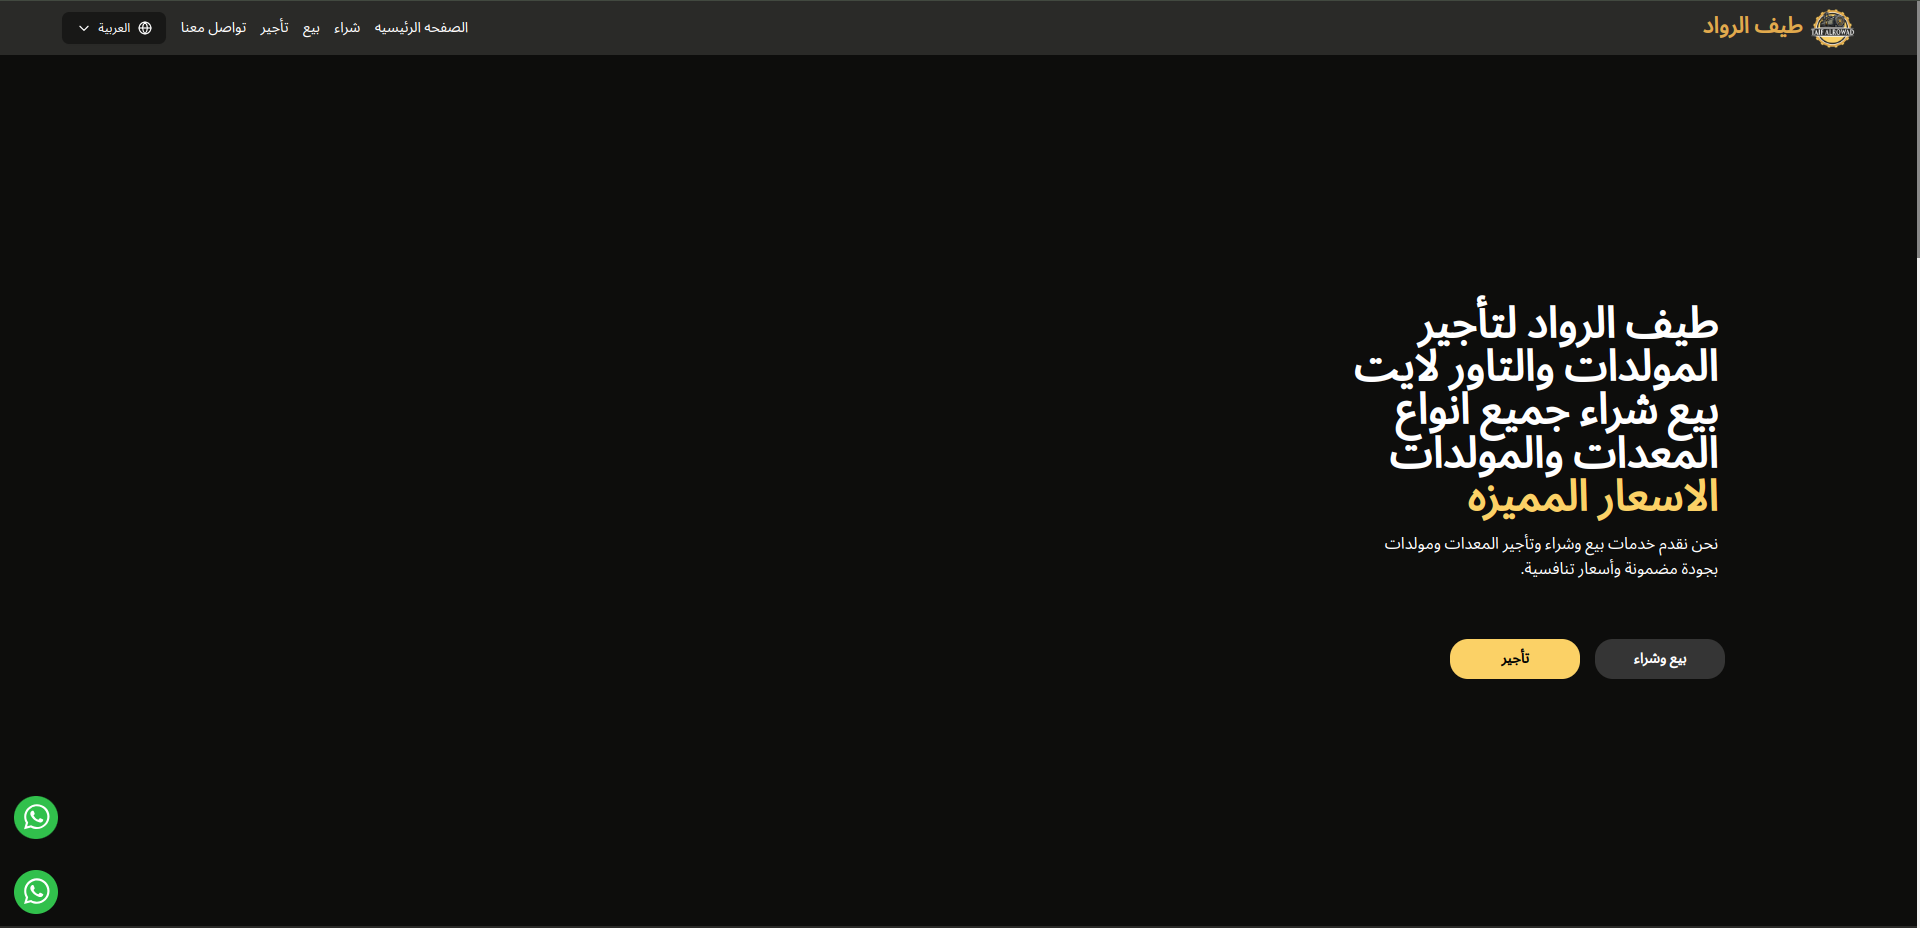 TAIF ALROWAD
طيف الرواد
الصفحه الرئيسيه
شراء
بيع
تأجير
تواصل معنا
العربية
طيف الرواد لتأجير
المولدات والتاور لايت
بيع شراء جميع انواع
المعدات والمولدات
الاسعار المميزه
نحن نقدم خدمات بيع وشراء وتأجير المعدات ومولدات
بجودة مضمونة وأسعار تنافسية.
بيع وشراء
تأجير